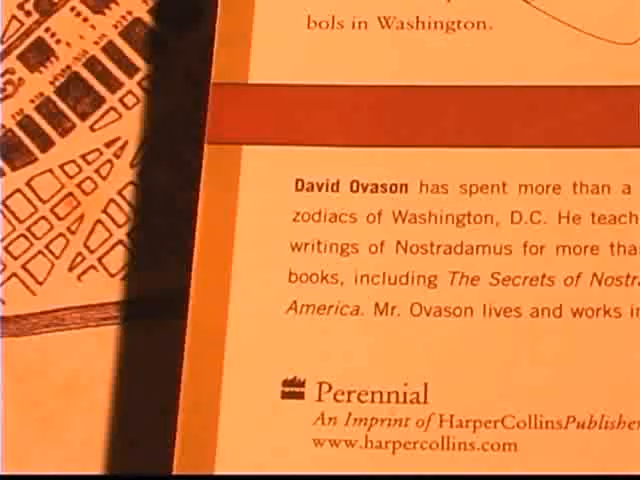 bols in Washington.
David Ovason has spent more than a
zodiacs of Washington, D.C. He teach
writings of Nostradamus for more tha
books, including The Secrets of Nostr
America. Mr. Ovason lives and works in
Perennial
An Imprint of HarperCollinsPublisher
www.harpercollins.com